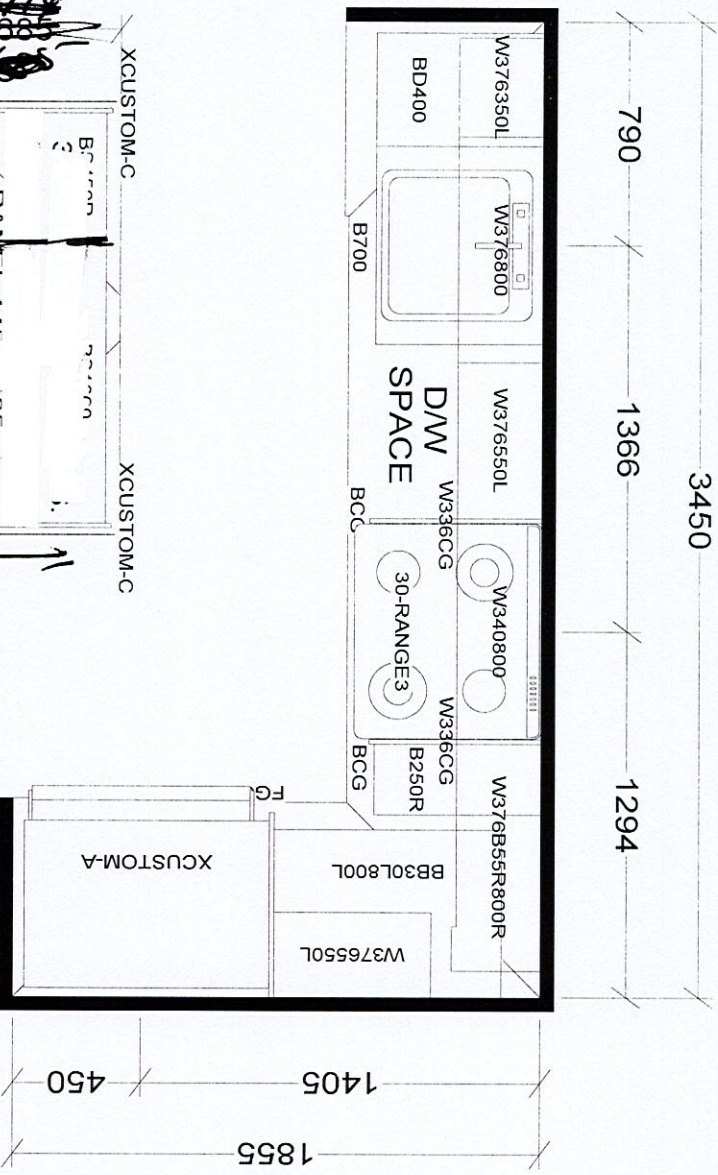 3450
790
1366
1294
W376350L
W376800
W376550L
W340800
W376B55R800R
BD400
B700
D/W
SPACE
W336CG
W336CG
BCG
30-RANGE3
BCG
B250R
BB30L800L
W376550L
FG
XCUSTOM-A
1405
450
1855
XCUSTOM-C
XCUSTOM-C